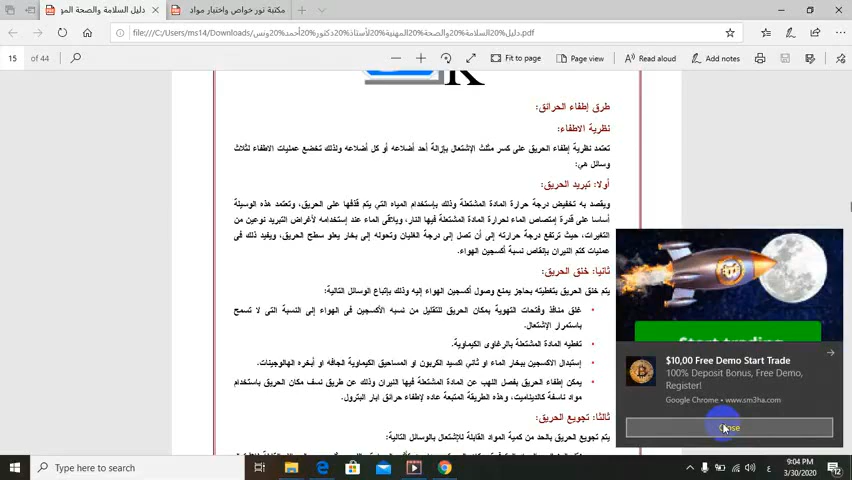 دليل السلامة والصحة المو
مكتبة نور خواص واختبار مواد
file:///C:/Users/ms14/Downloads/دليل%20السلامة%20والصحة%20المهنية%20للأستاذ%20دكتور%20أحمد%20ونس.pdf
15 of 44
Fit to page
Page view
Read aloud
Add notes
K
طرق إطفاء الحرائق:
نظرية الاطفاء:
تعتمد نظرية إطفاء الحريق على كسر مثلث الإشتعال بإزالة أحد أضلاعه أو كل أضلاعه ولذلك تخضع عمليات الاطفاء لثلاث
وسائل هي:
أولا: تبريد الحريق:
ويقصد به تخفيض درجة حرارة المادة المشتعلة وذلك بإستخدام المياه التي يتم قذفها على الحريق، وتعتمد هذه الوسيلة
أساسا على قدرة إمتصاص الماء لحرارة المادة المشتعلة فيها النار، ويلاقى الماء عند إستخدامه لأغراض التبريد نوعين من
التغيرات، حيث ترتفع درجة حرارته إلى أن تصل إلى درجة الغليان وتحوله إلى بخار يعلو سطح الحريق، ويفيد ذلك فى
عمليات كتم النيران بإنقاص نسبة أكسجين الهواء.
ثانيا: خنق الحريق:
يتم خنق الحريق بتغطيته بحاجز يمنع وصول أكسجين الهواء إليه وذلك بإتباع الوسائل التالية:
• غلق منافذ وفتحات التهوية بمكان الحريق للتقليل من نسبه الأكسجين فى الهواء إلى النسبة التى لا تسمح
باستمرار الإشتعال.
• تغطيه المادة المشتعلة بالرغاوى الكيماوية.
• إستبدال الاكسجين ببخار الماء او ثاني اكسيد الكربون او المساحيق الكيماوية الجافه او أبخره الهالوجينات.
• يمكن إطفاء الحريق بفصل اللهب عن المادة المشتعلة فيها النيران وذلك عن طريق نسف مكان الحريق باستخدام
مواد ناسفة كالديناميت، وهذه الطريقة المتبعة عاده لإطفاء حرائق ابار البترول.
ثالثا: تجويع الحريق:
يتم تجويع الحريق بالحد من كمية المواد القابلة للإشتعال بالوسائل التالية:
Start trading
$10,00 Free Demo Start Trade
100% Deposit Bonus, Free Demo,
Register!
Google Chrome • www.sm3ha.com
Close
Type here to search
ع
9:04 PM
3/30/2020
12